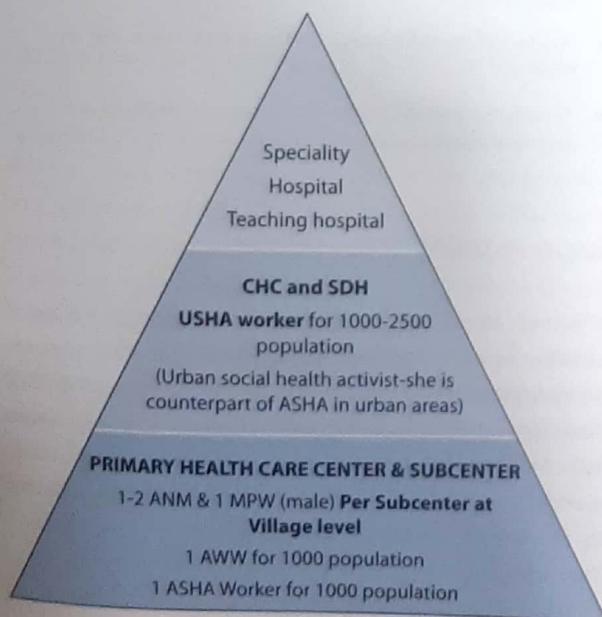 Speciality
Hospital
Teaching hospital
CHC and SDH
USHA worker for 1000-2500
population
(Urban social health activist-she is
counterpart of ASHA in urban areas)
PRIMARY HEALTH CARE CENTER & SUBCENTER
1-2 ANM & 1 MPW (male) Per Subcenter at
Village level
1 AWW for 1000 population
1 ASHA Worker for 1000 population